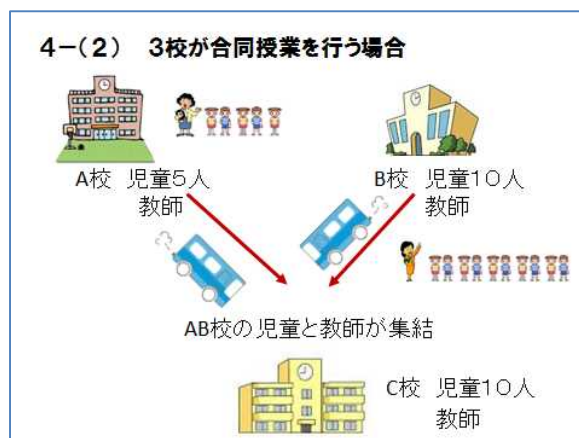 4-(2) 3校が合同授業を行う場合
A校 児童5人
教師
B校 児童10人
教師
AB校の児童と教師が集結
C校 児童10人
教師